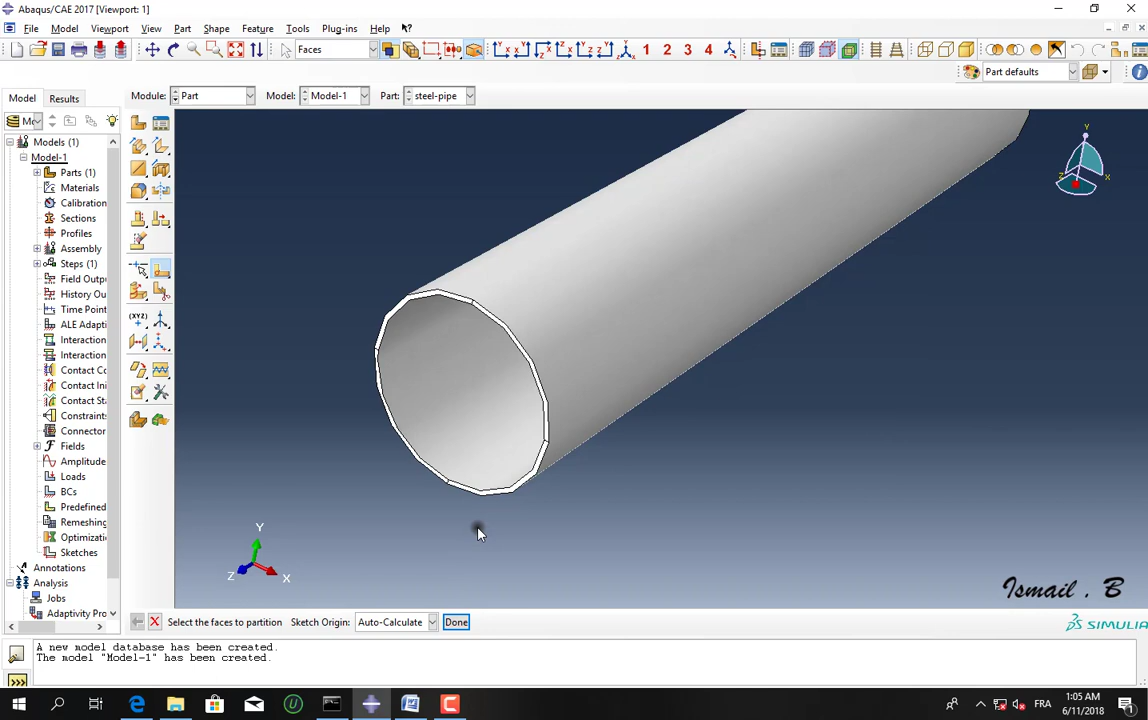 Abaqus/CAE 2017 [Viewport: 1]
File Model Viewport View Part Shape Feature Tools Plug-ins Help
Faces 1 2 3 4
Part defaults
Model Results Module: Part Model: Model-1 Part: steel-pipe
Models (1)
Model-1
Parts (1)
Materials
Calibration
Sections
Profiles
Assembly
Steps (1)
Field Outp
History Ou
Time Point
ALE Adapti
Interaction
Interaction
Contact Co
Contact Ini
Contact Sta
Constraints
Connector
Fields
Amplitude
Loads
BCs
Predefined
Remeshing
Optimizatio
Sketches
Annotations
Analysis
Jobs
Adaptivity Pro
(XYZ)
Y
X
Z
Y
Z X
Ismail . B
Select the faces to partition Sketch Origin: Auto-Calculate Done
SIMULIA
A new model database has been created.
The model "Model-1" has been created.
>>>
FRA
1:05 AM
6/11/2018